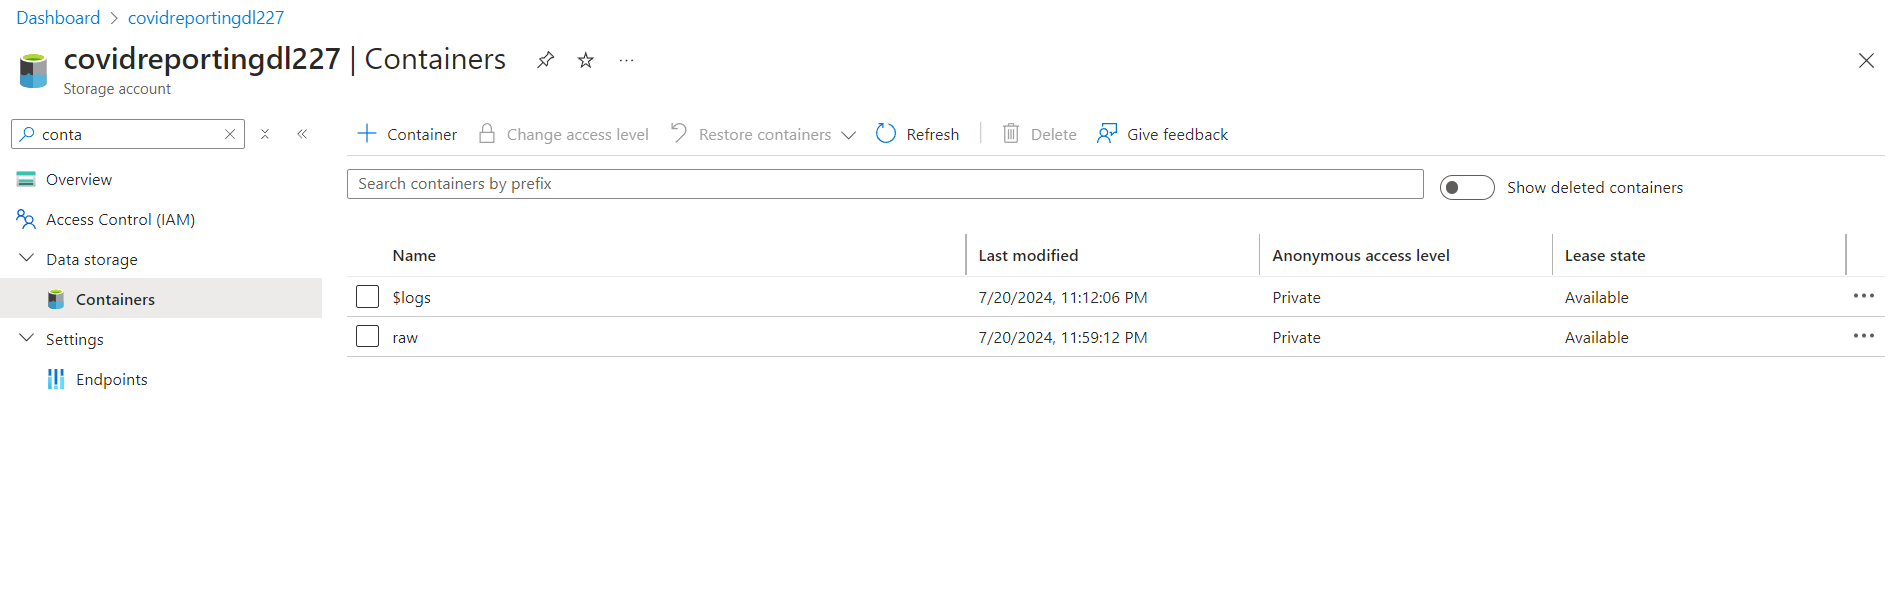 Dashboard > covidreportingdl227
covidreportingdl227 | Containers ...
Storage account
conta
Overview
Access Control (IAM)
Data storage
Containers
Settings
Endpoints
Container Change access level Restore containers Refresh Delete Give feedback
Search containers by prefix Show deleted containers
Name Last modified Anonymous access level Lease state
$logs 7/20/2024, 11:12:06 PM Private Available ...
raw 7/20/2024, 11:59:12 PM Private Available ...